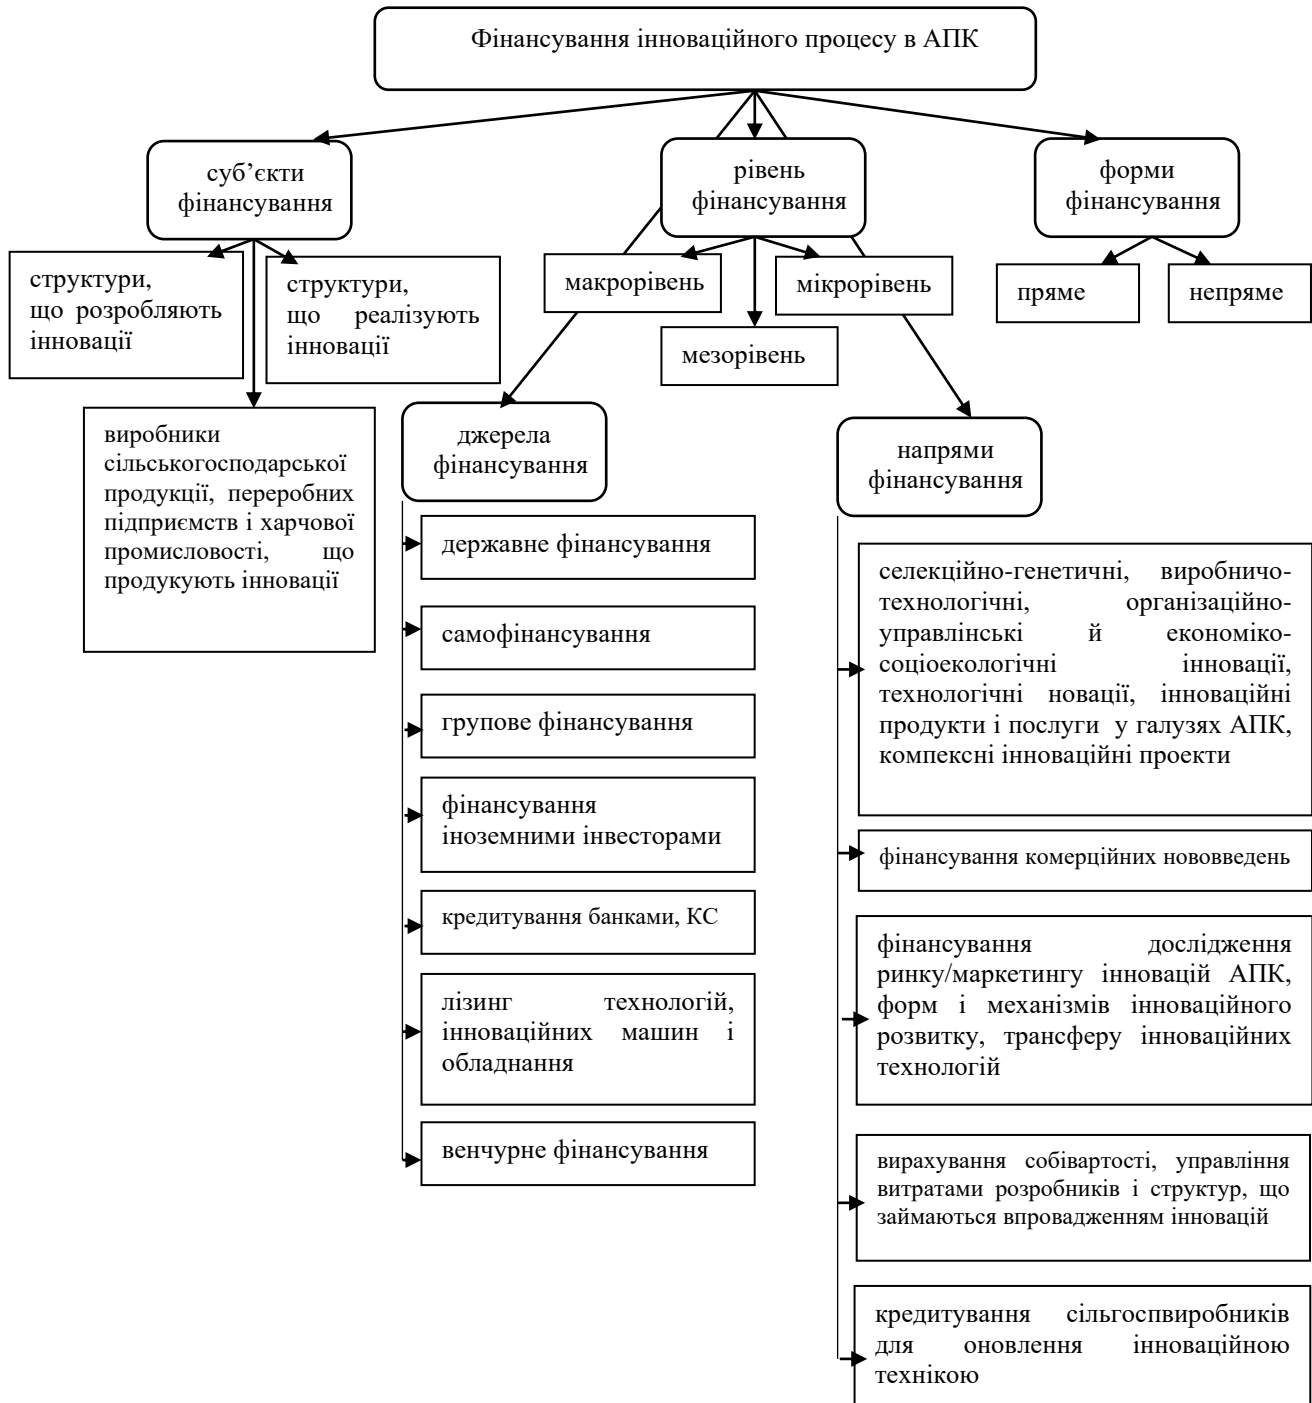 Фінансування інноваційного процесу в АПК
суб’єкти
фінансування
рівень
фінансування
форми
фінансування
структури,
що розробляють
інновації
структури,
що реалізують
інновації
макрорівень
мікрорівень
мезорівень
пряме
непряме
виробники
сільськогосподарської
продукції, переробних
підприємств і харчової
промисловості, що
продукують інновації
джерела
фінансування
державне фінансування
самофінансування
групове фінансування
фінансування
іноземними інвесторами
кредитування банками, КС
лізинг технологій,
інноваційних машин і
обладнання
венчурне фінансування
напрями
фінансування
селекційно-генетичні, виробничо-
технологічні, організаційно-
управлінські й економіко-
соціоекологічні інновації,
технологічні новації, інноваційні
продукти і послуги у галузях АПК,
компексні інноваційні проекти
фінансування комерційних нововведень
фінансування дослідження
ринку/маркетингу інновацій АПК,
форм і механізмів інноваційного
розвитку, трансферу інноваційних
технологій
вирахування собівартості, управління
витратами розробників і структур, що
займаються впровадженням інновацій
кредитування сільгоспвиробників
для оновлення інноваційною
технікою